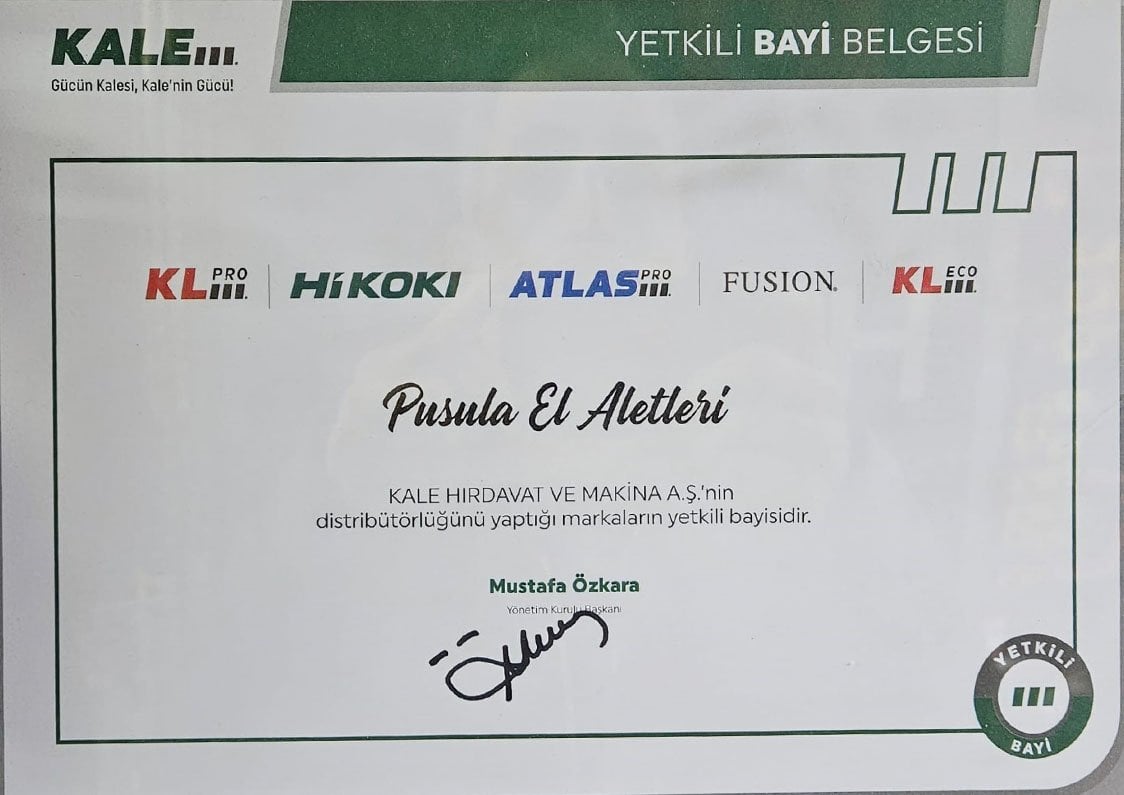 KALE
Gücün Kalesi, Kale'nin Gücü!
YETKİLİ BAYİ BELGESİ
KL PRO
HiKOKI
ATLAS PRO
FUSION
KL ECO
Pusula El Aletleri
KALE HIRDAVAT VE MAKİNA A.Ş.'nin
distribütörlüğünü yaptığı markaların yetkili bayisidir.
Mustafa Özkara
Yönetim Kurulu Başkanı
YETKİLİ
BAYİ